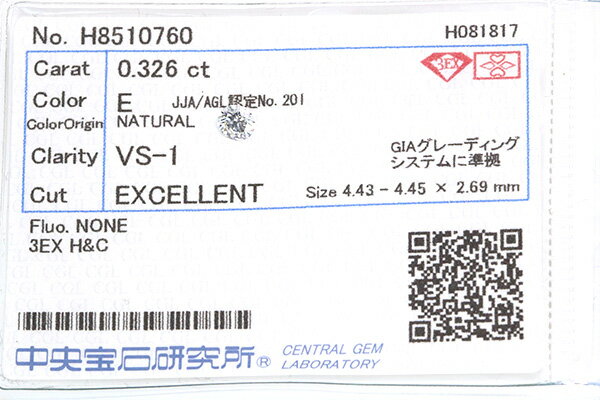 No. H8510760 H081817
Carat 0.326 ct
3EX
Color E JJA/AGL認定No.201
ColorOrigin NATURAL
Clarity VS-1
GIAグレーディング
システムに準拠
Cut EXCELLENT Size 4.43 - 4.45 × 2.69 mm
Fluo. NONE
3EX H&C
中央宝石研究所® CENTRAL GEM
LABORATORY